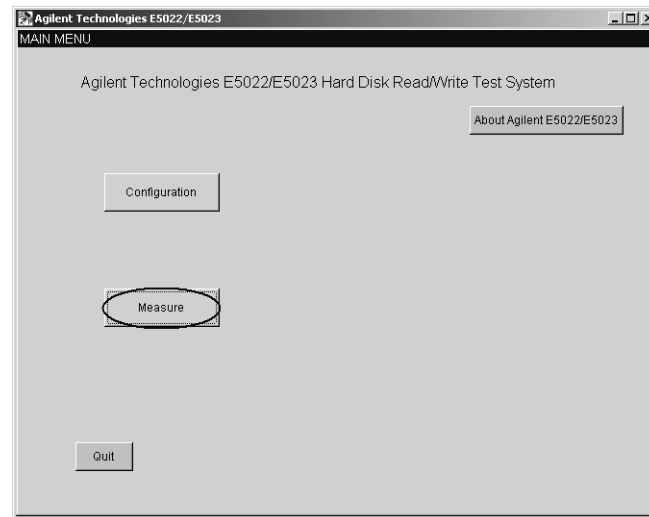 Agilent Technologies E5022/E5023
MAIN MENU
Agilent Technologies E5022/E5023 Hard Disk Read/Write Test System
About Agilent E5022/E5023
Configuration
Measure
Quit